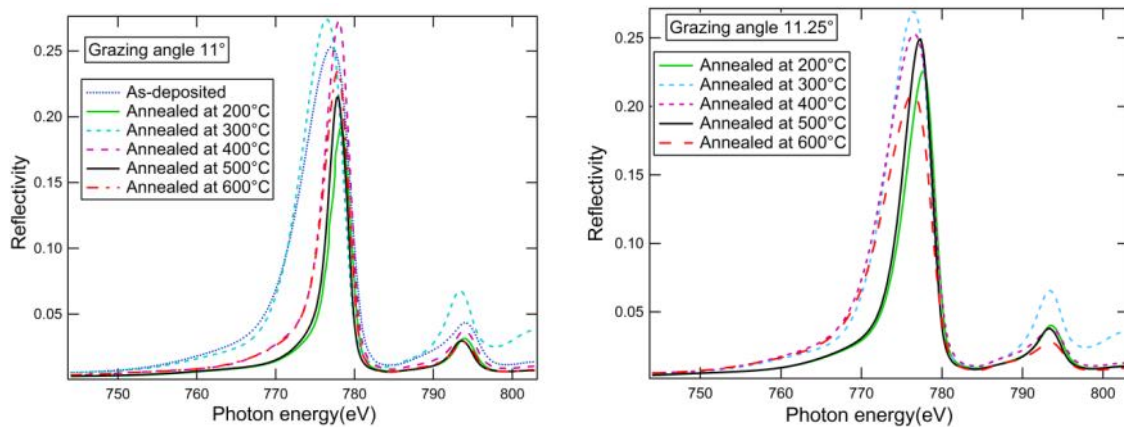 Grazing angle 11°
As-deposited
Annealed at 200°C
Annealed at 300°C
Annealed at 400°C
Annealed at 500°C
Annealed at 600°C
Reflectivity
0.25
0.20
0.15
0.10
0.05
750
760
770
780
790
800
Photon energy(eV)
Grazing angle 11.25°
Annealed at 200°C
Annealed at 300°C
Annealed at 400°C
Annealed at 500°C
Annealed at 600°C
Reflectivity
0.25
0.20
0.15
0.10
0.05
750
760
770
780
790
800
Photon energy(eV)